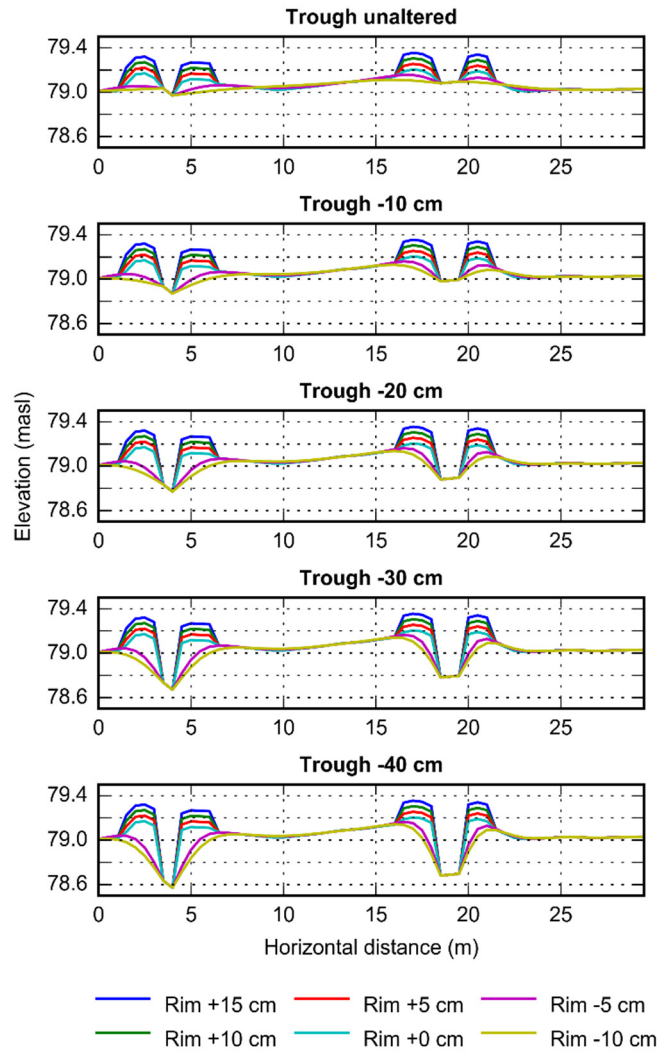 Trough unaltered
79.4
79.0
78.6
0 5 10 15 20 25
Trough -10 cm
79.4
79.0
78.6
0 5 10 15 20 25
Trough -20 cm
79.4
79.0
78.6
0 5 10 15 20 25
Elevation (masl)
Trough -30 cm
79.4
79.0
78.6
0 5 10 15 20 25
Trough -40 cm
79.4
79.0
78.6
0 5 10 15 20 25
Horizontal distance (m)
Rim +15 cm Rim +5 cm Rim -5 cm
Rim +10 cm Rim +0 cm Rim -10 cm